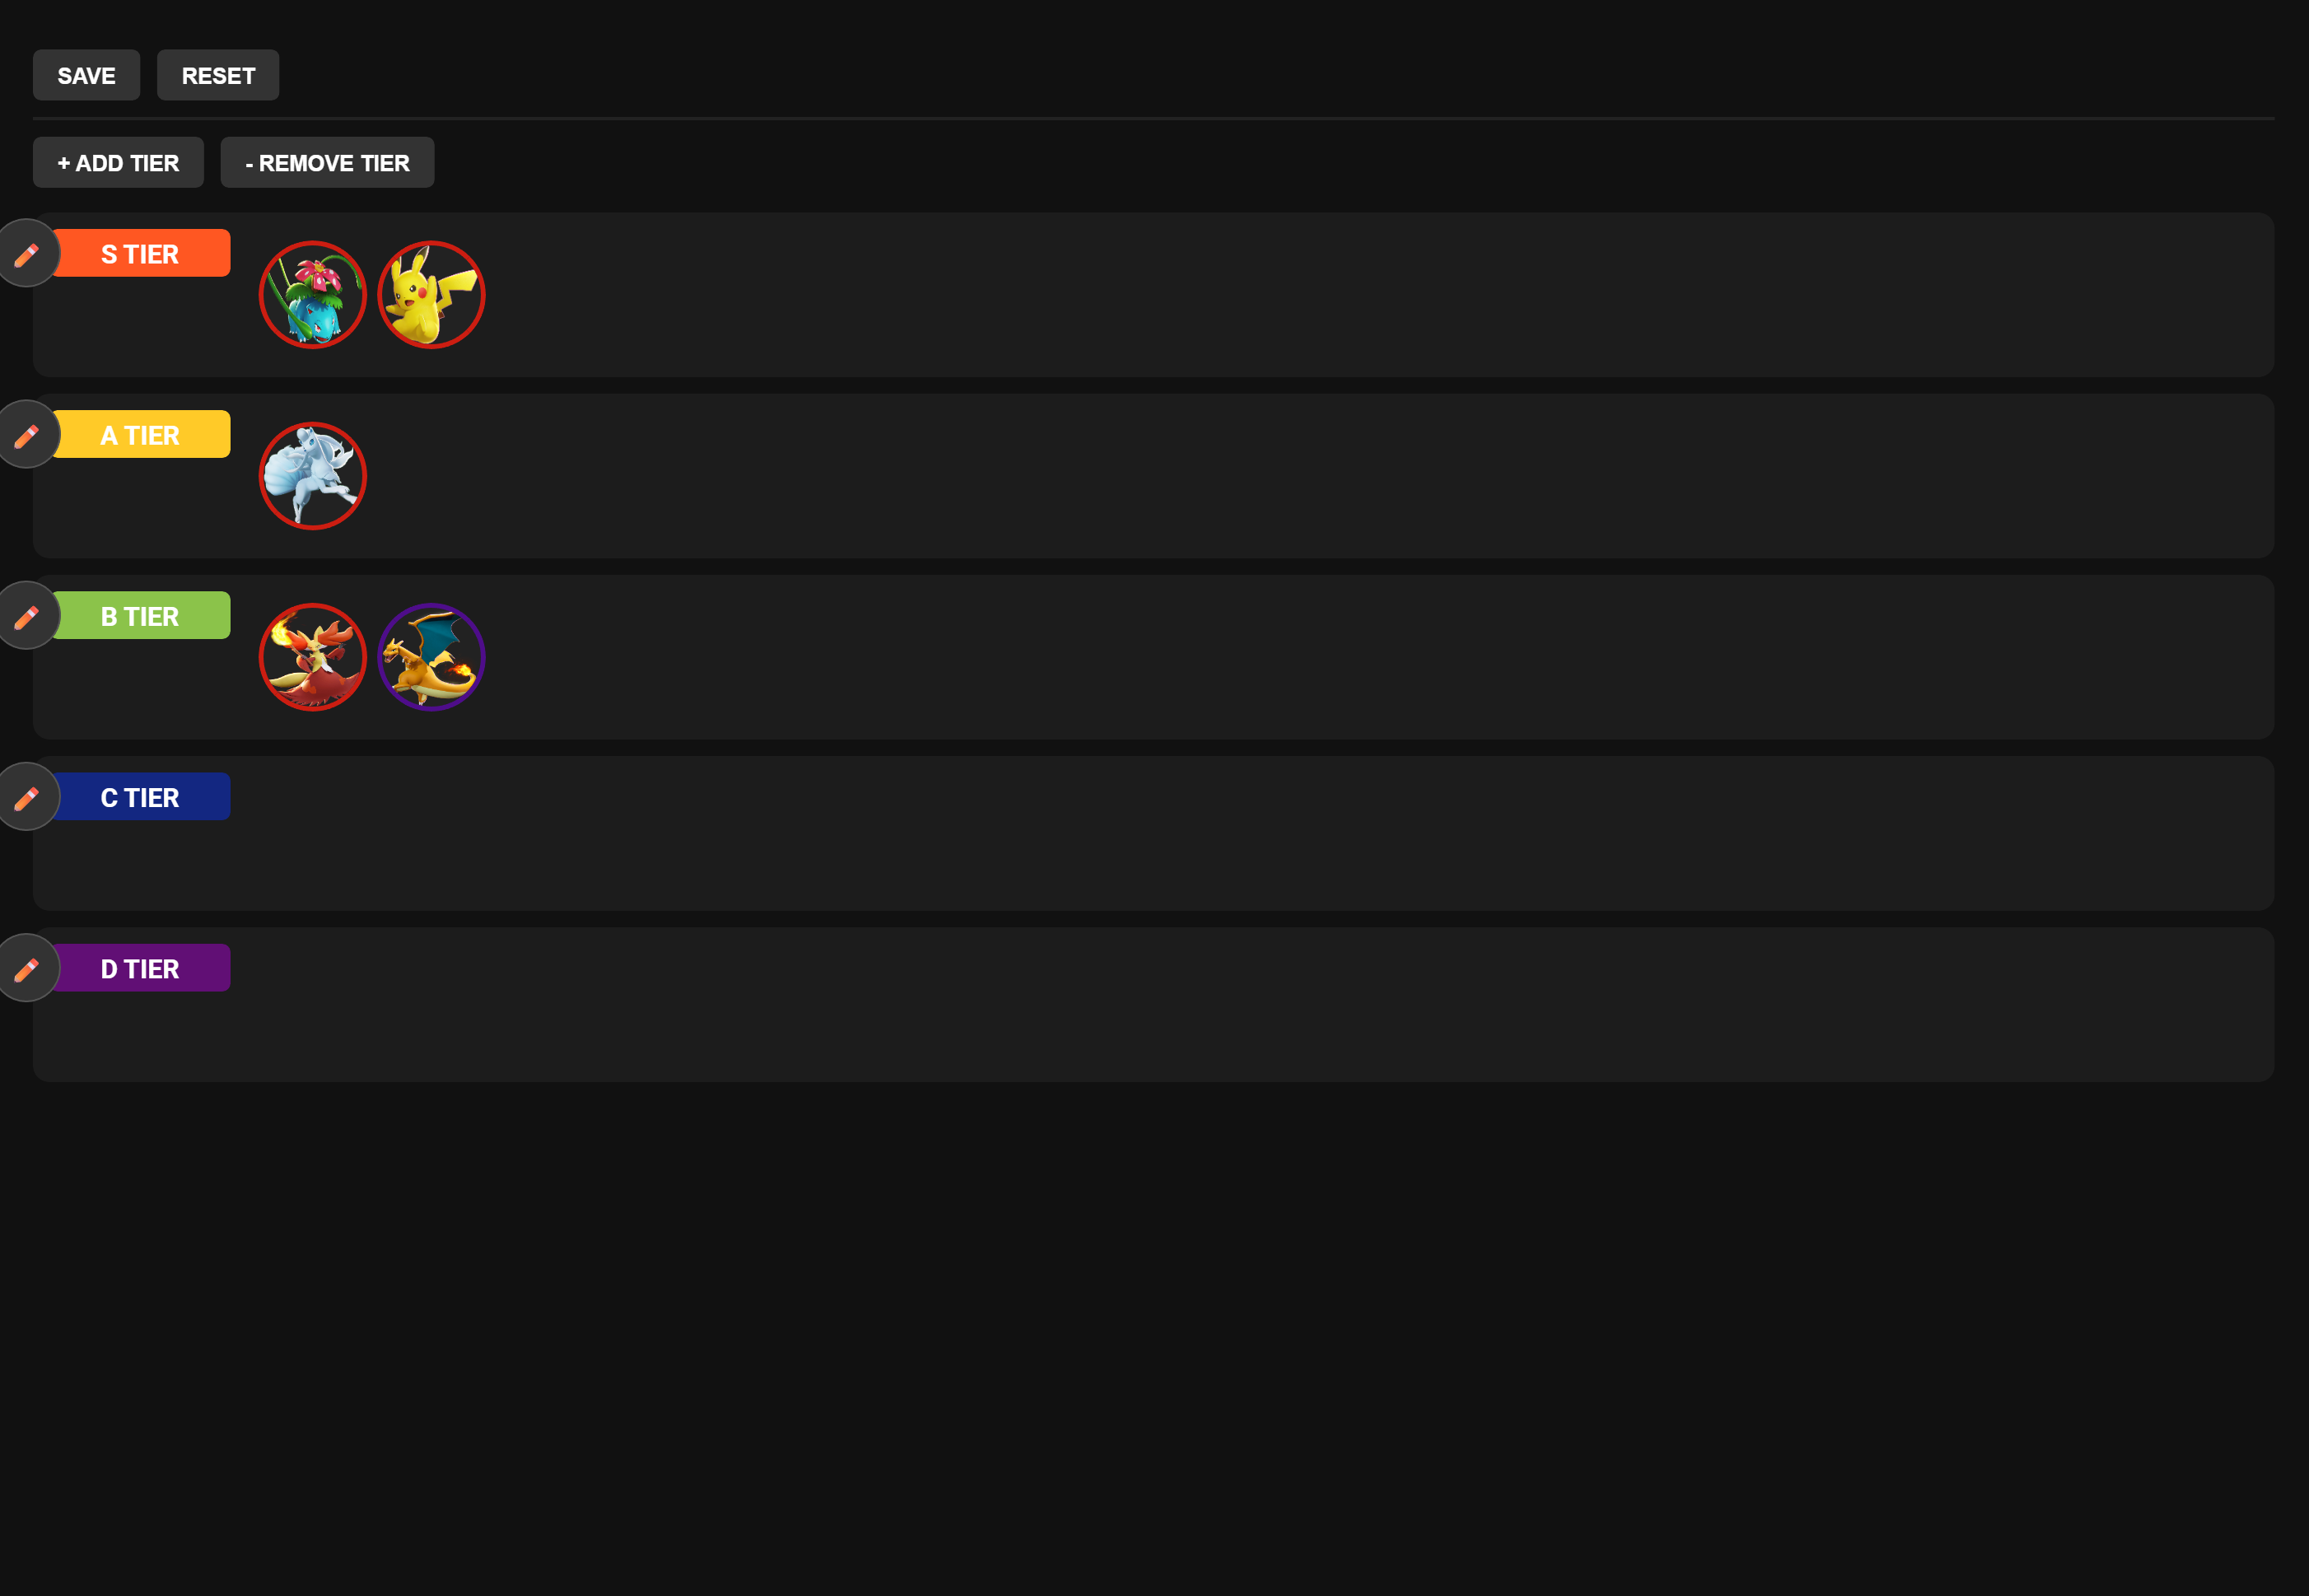 SAVE RESET
+ ADD TIER - REMOVE TIER
S TIER
A TIER
B TIER
C TIER
D TIER